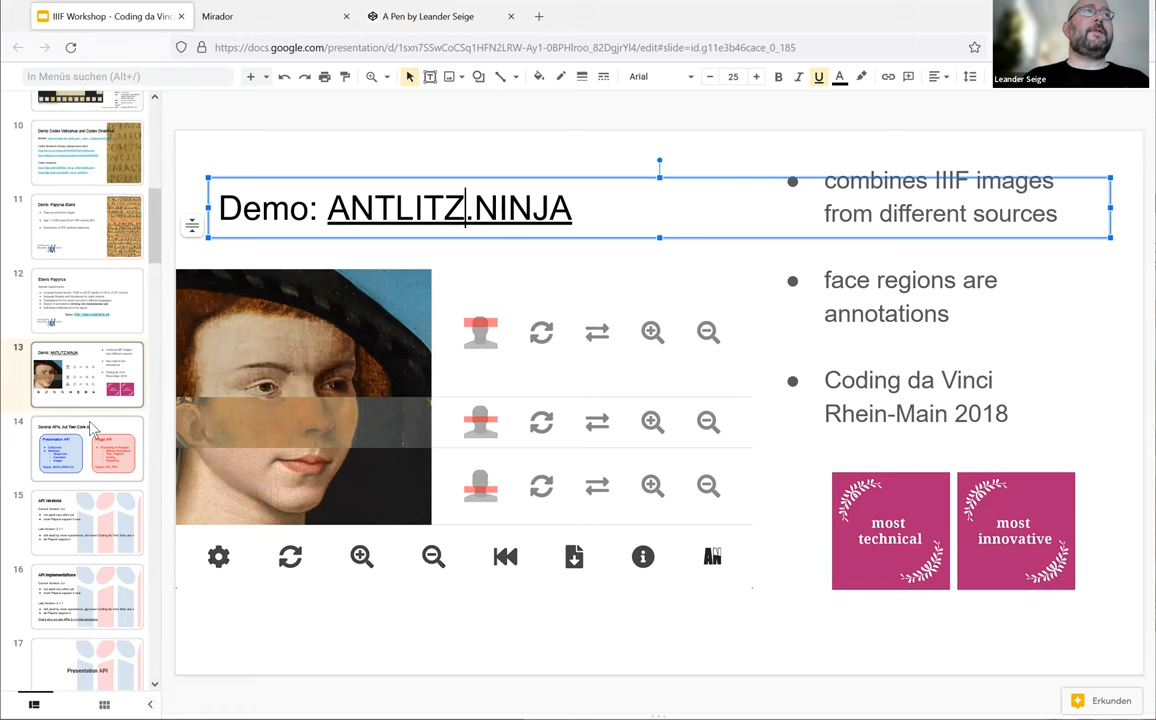 IIIF Workshop - Coding da Vinc
Mirador
A Pen by Leander Seige
https://docs.google.com/presentation/d/1sxn7SSwCoCSq1HFN2LRW-Ay1-0BPHlroo_82DgjrYl4/edit#slide=id.g11e3b46cace_0_185
Leander Seige
In Menüs suchen (Alt+/)
Arial
25
B
I
U
A
10
Demo Codex Vaticanus and Codex Sinaiticus
11
Demo: Papyrus Ebers
12
Ebers Papyrus
13
Demo: ANTLITZ.NINJA
14
Several APIs, but Two Core
Presentation API
Image API
15
API Versions
16
API Implementations
17
Presentation API
Demo: ANTLITZ.NINJA
combines IIIF images
from different sources
face regions are
annotations
Coding da Vinci
Rhein-Main 2018
most
technical
most
innovative
AN
Erkunden